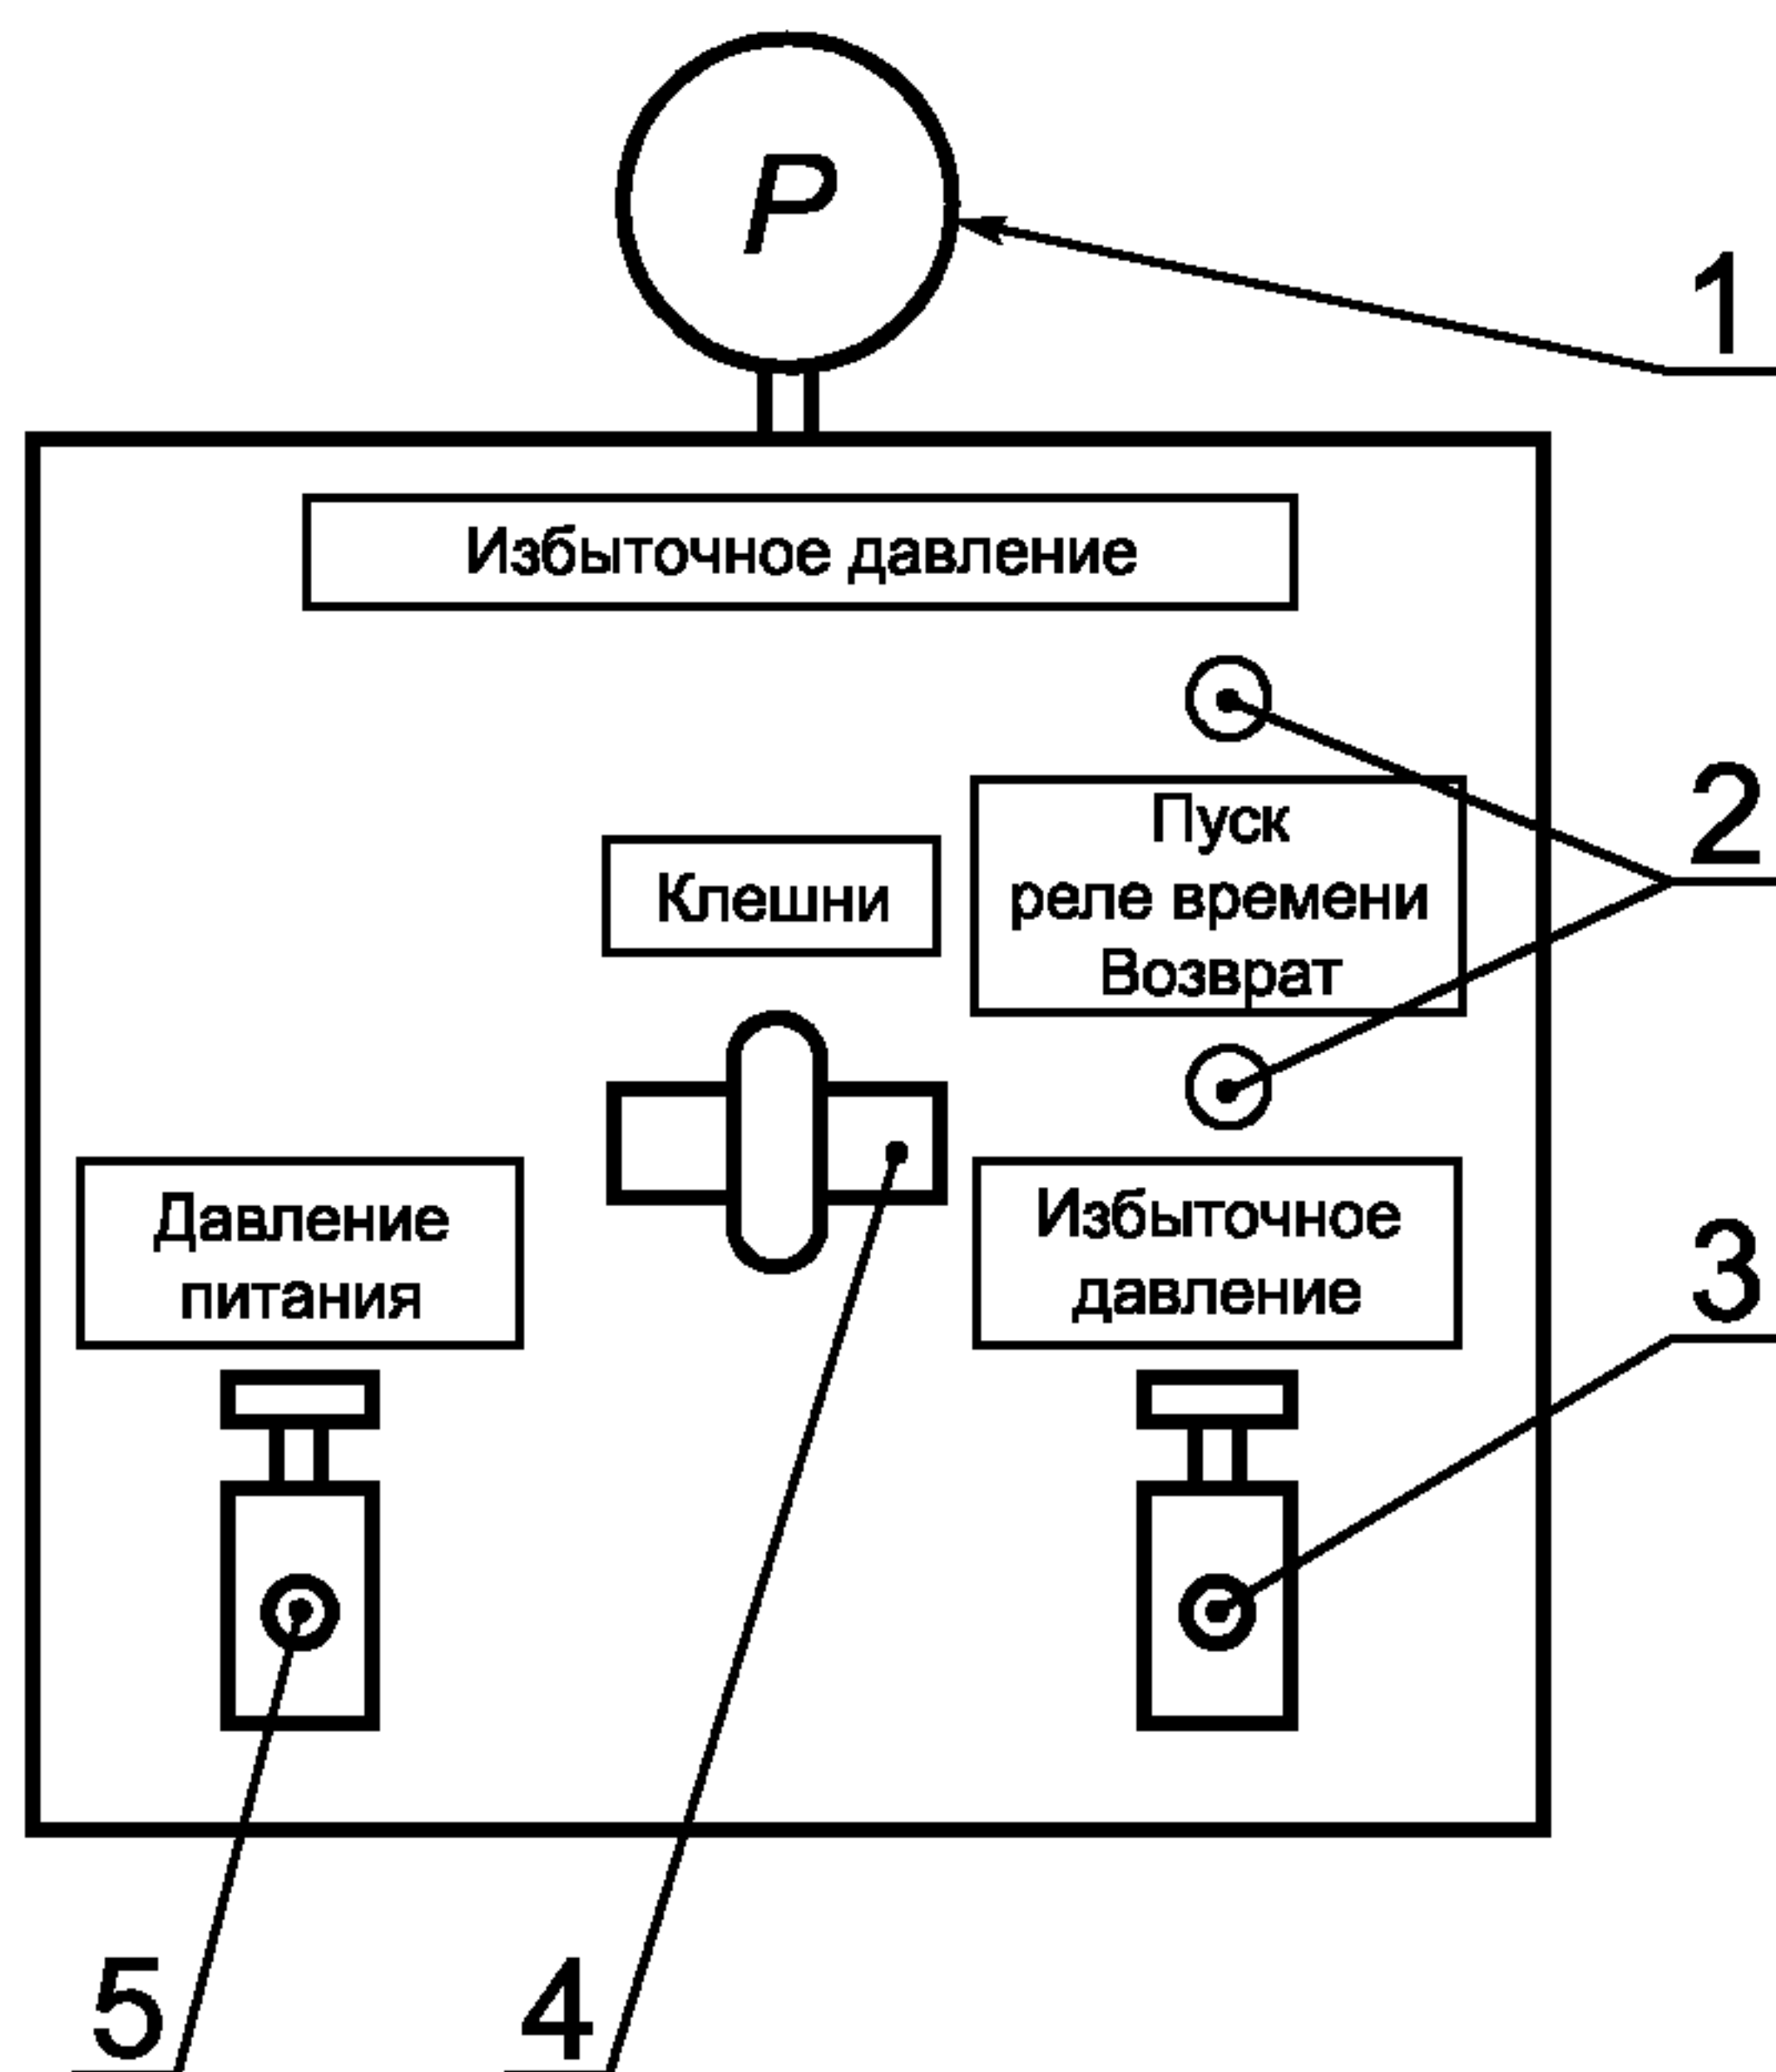 P
1
Избыточное давление
2
Пуск
реле времени
Возврат
Клешни
3
Давление
питания
Избыточное
давление
5
4